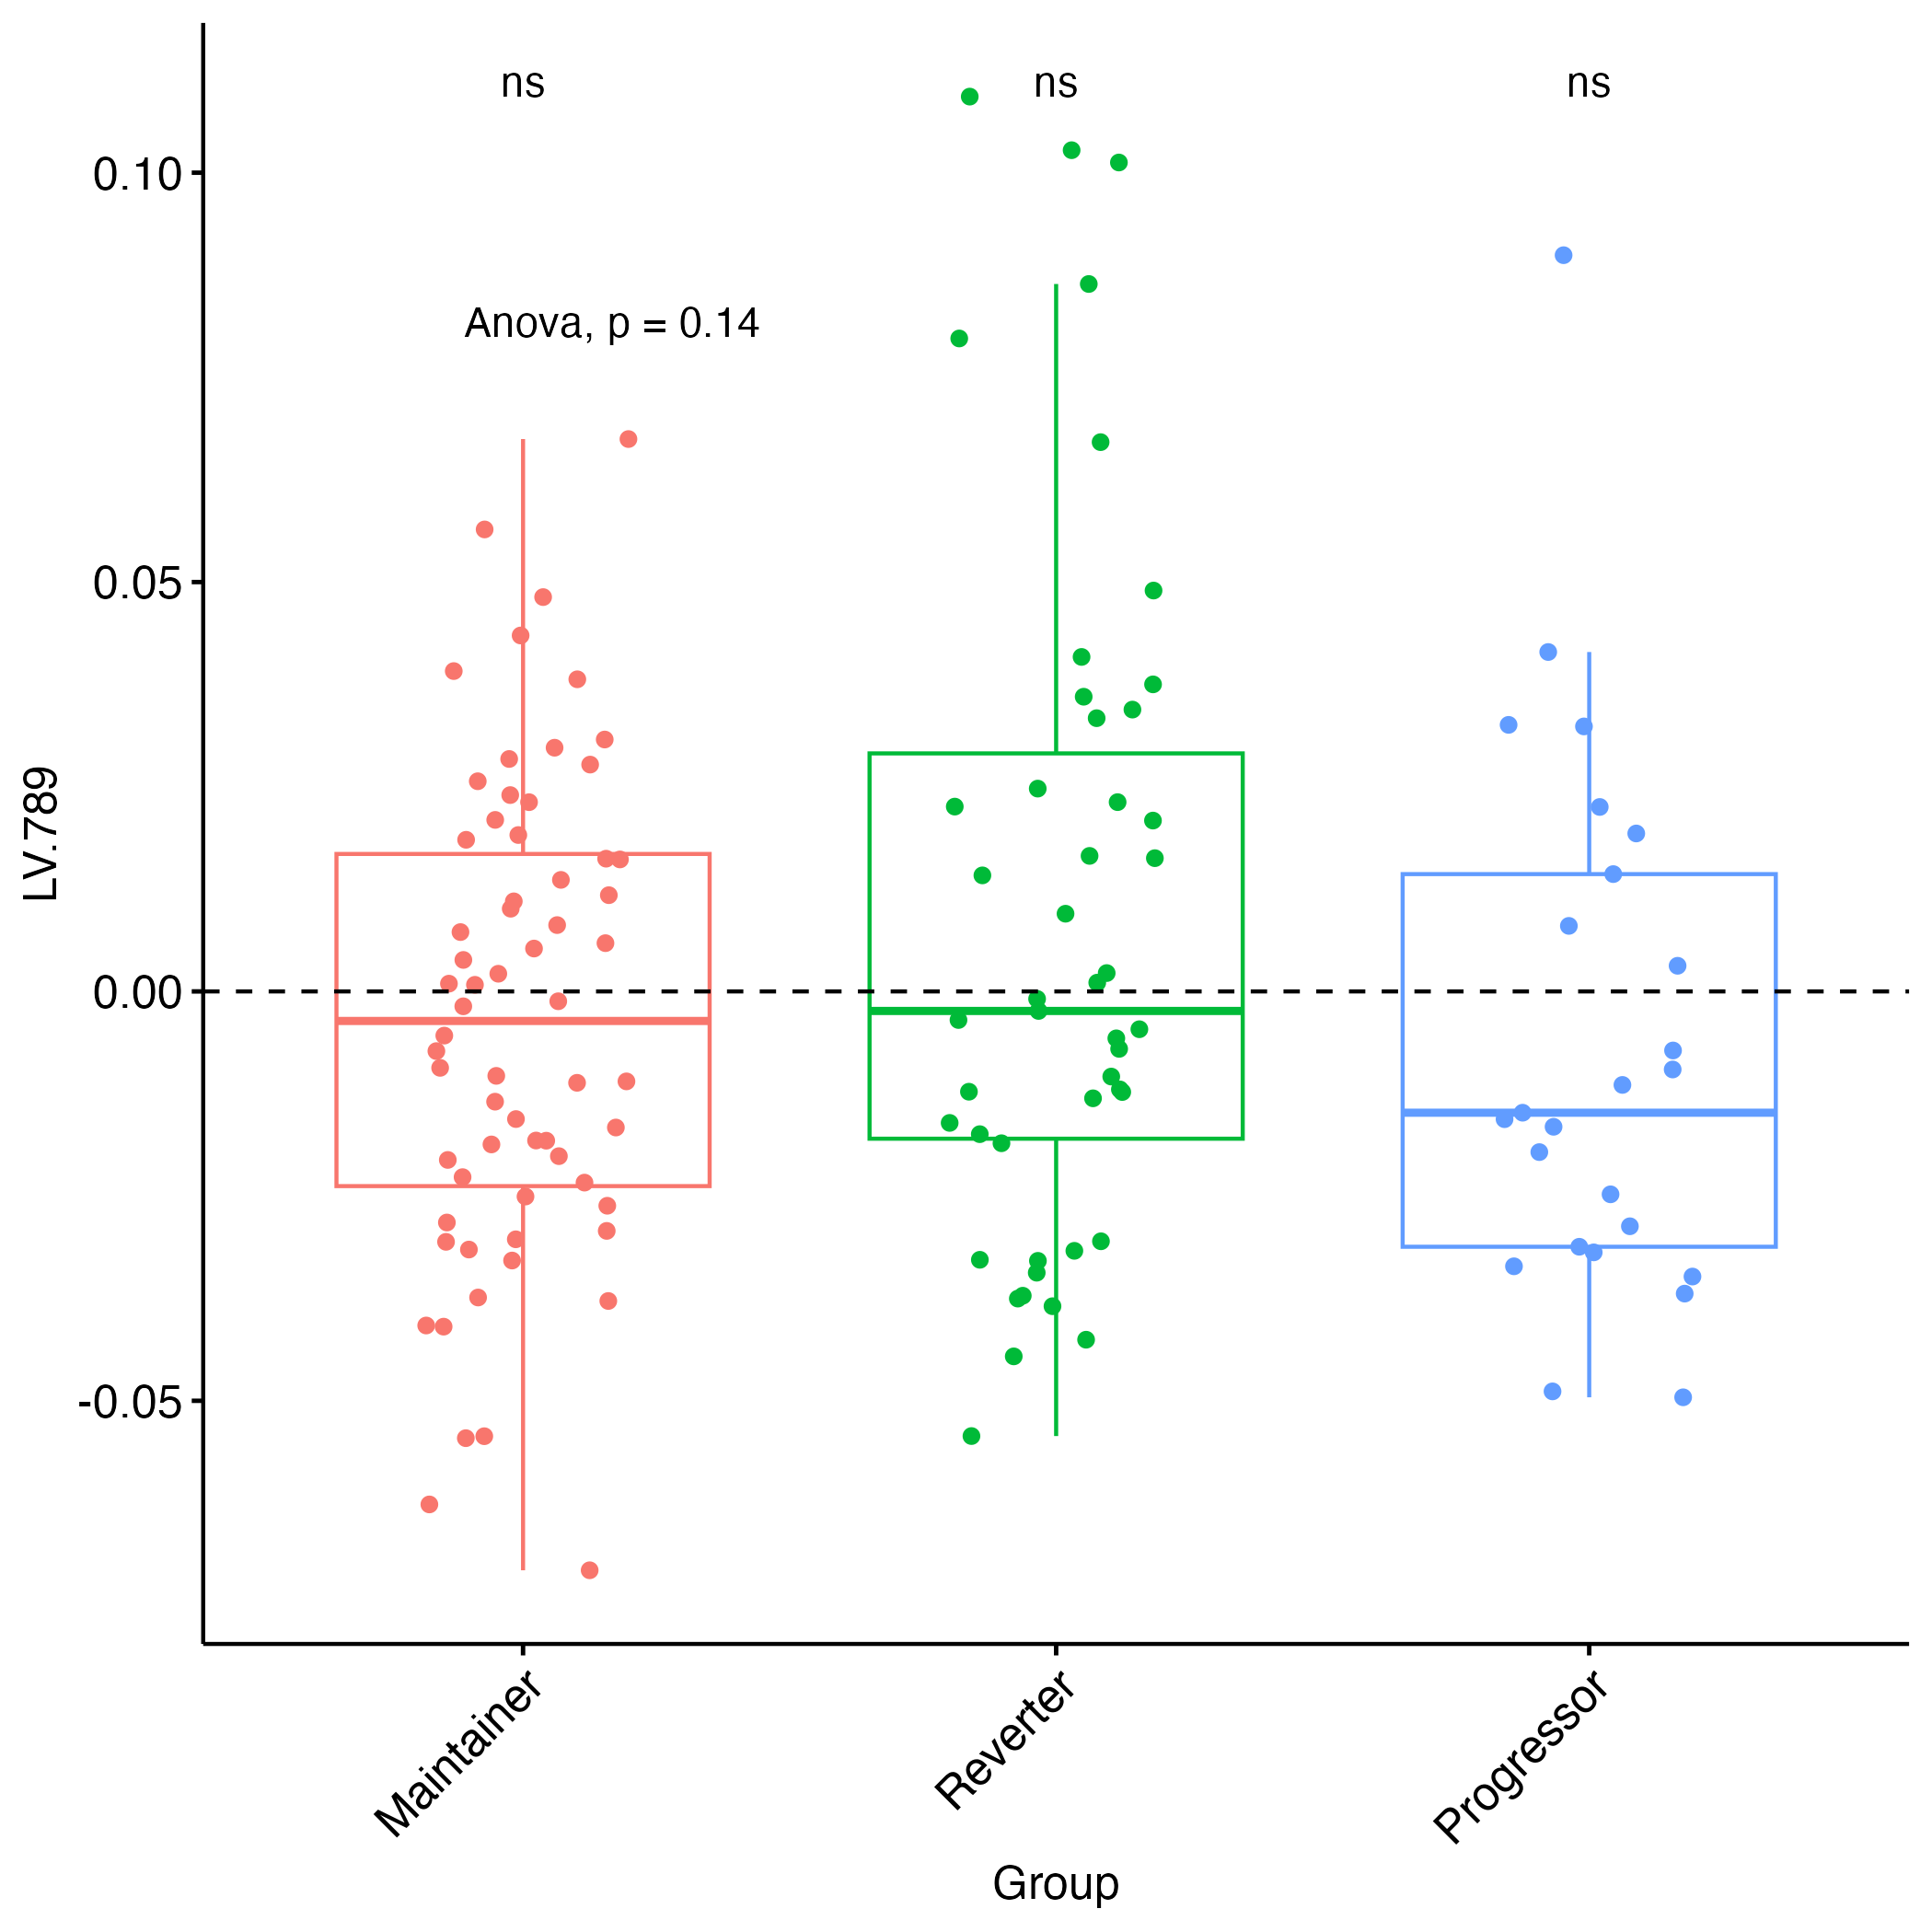 ns ns ns
0.10
Anova, p = 0.14
0.05
LV.789
0.00
-0.05
Maintainer Reverter Progressor
Group